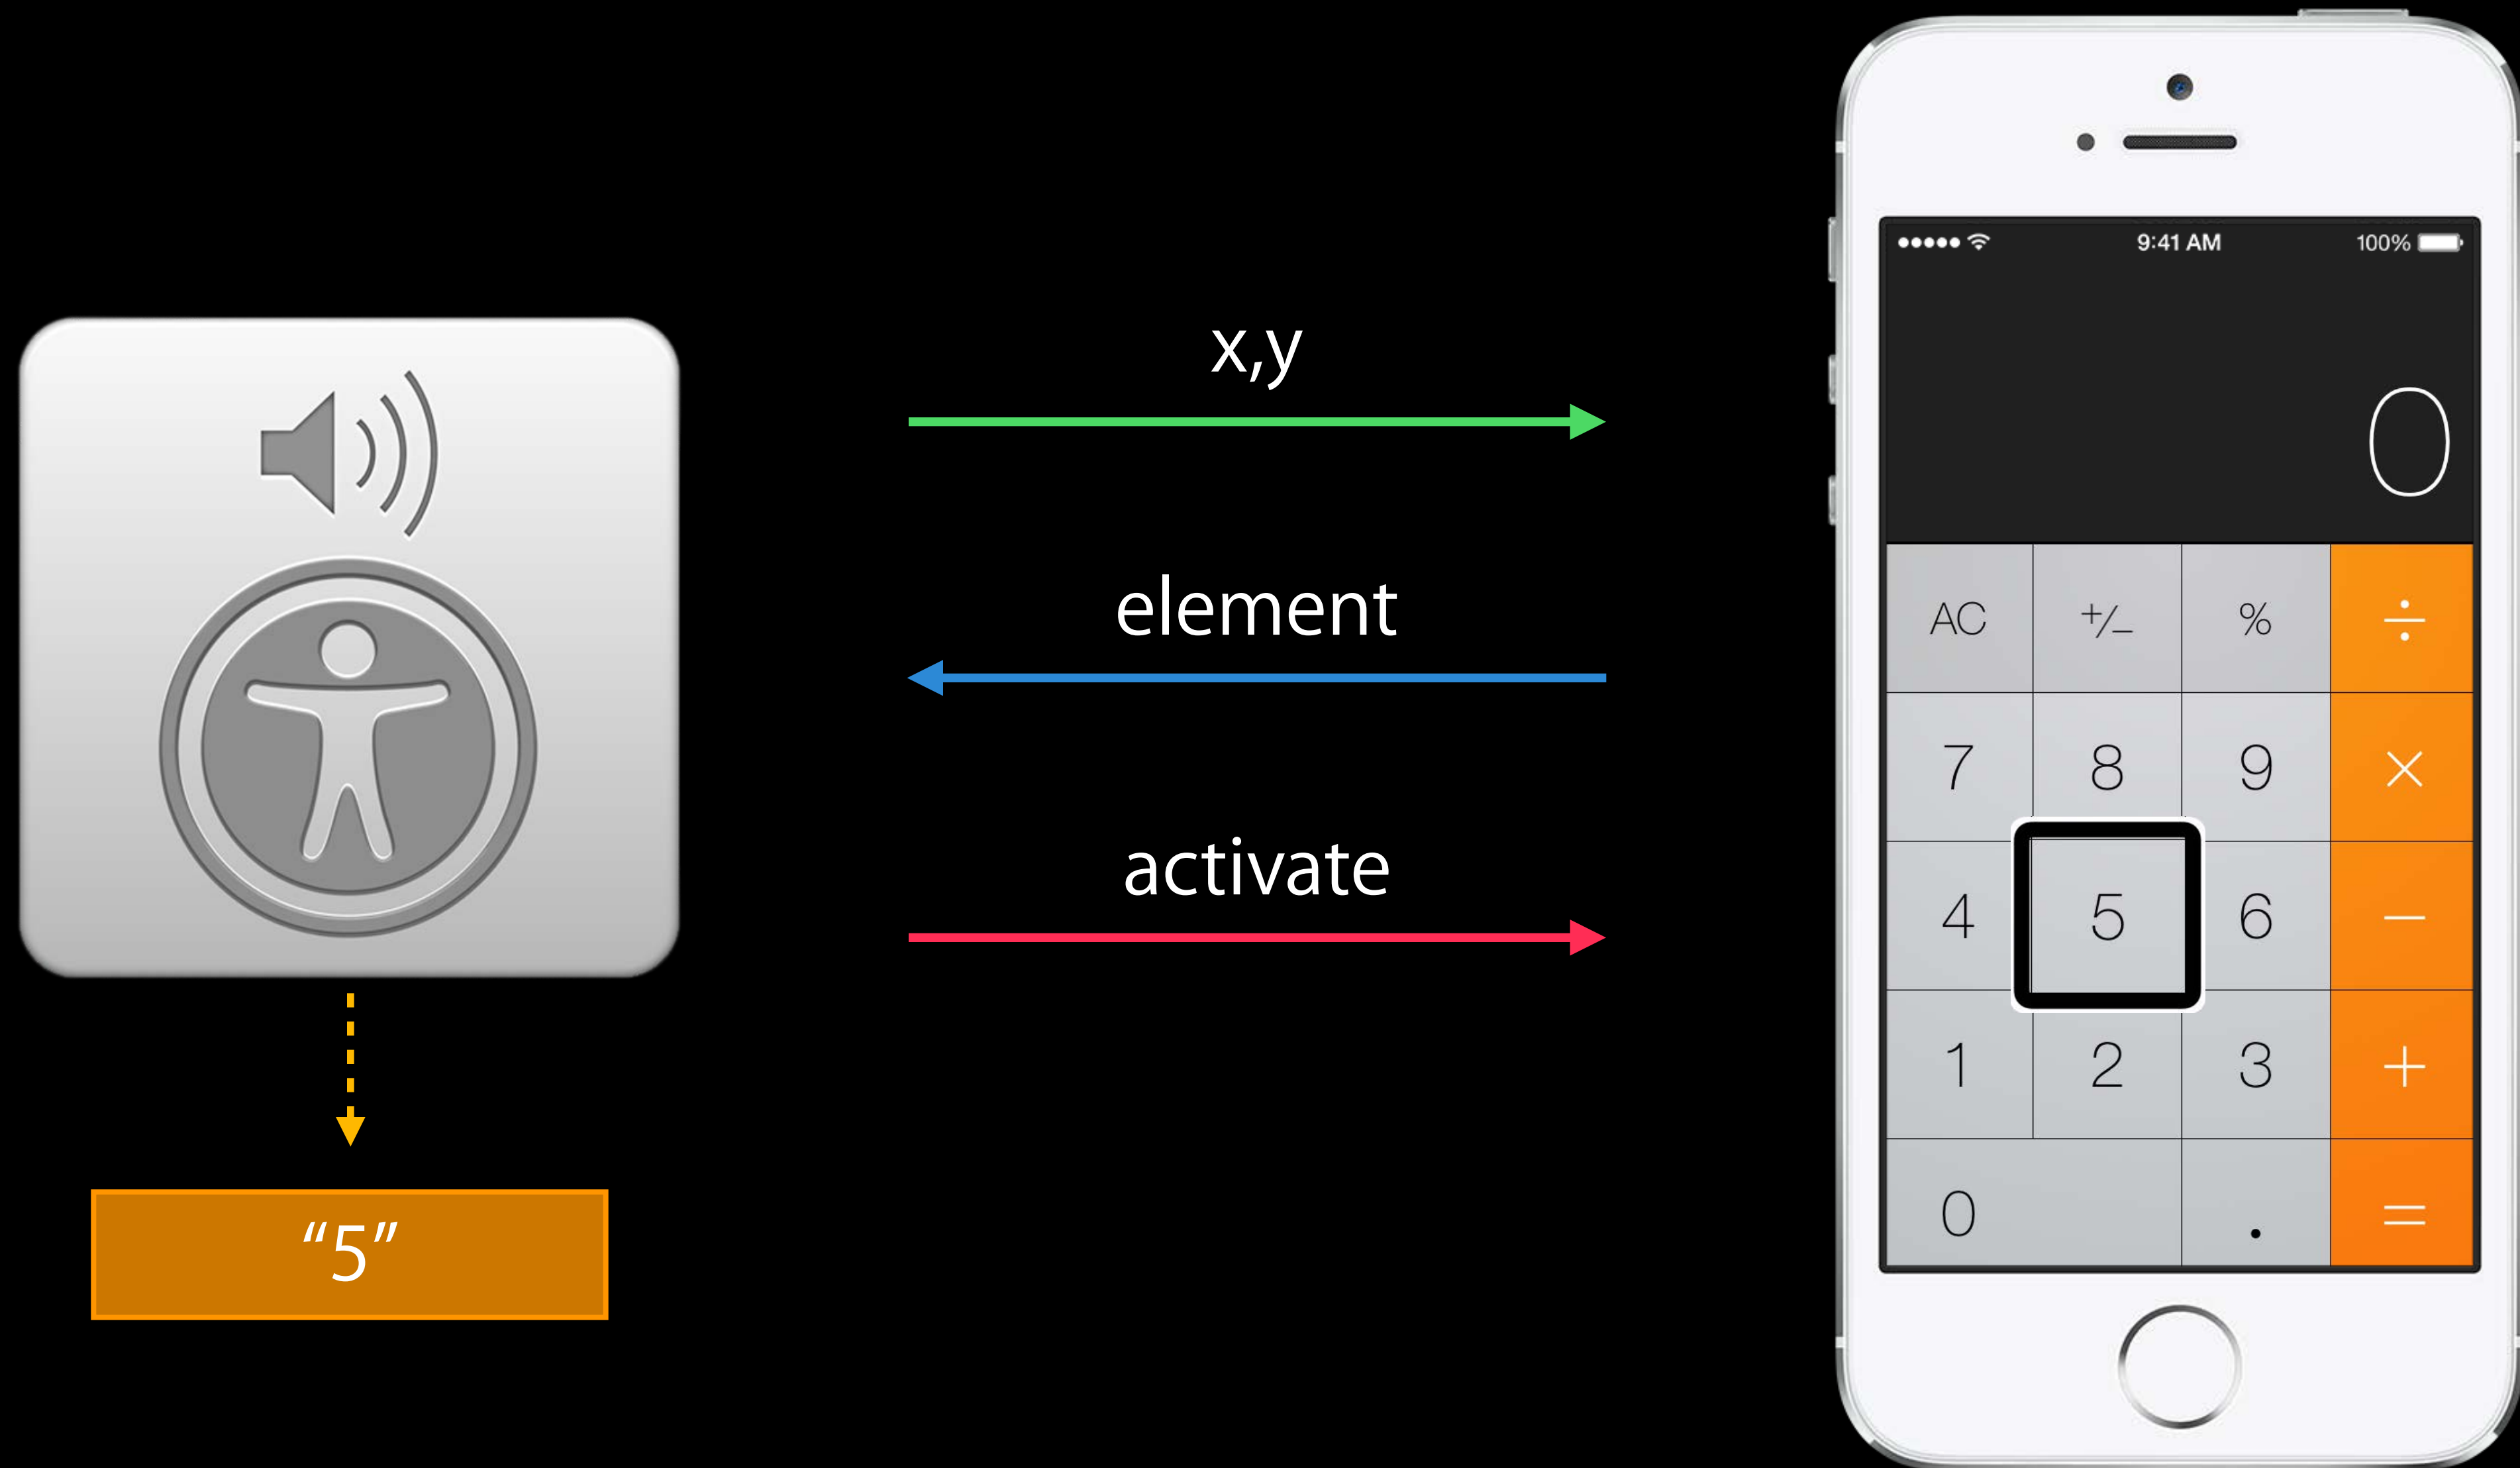 x,y
element
activate
“5”
9:41 AM 100%
0
AC +/− % ÷
7 8 9 ×
4 5 6 −
1 2 3 +
0 . =